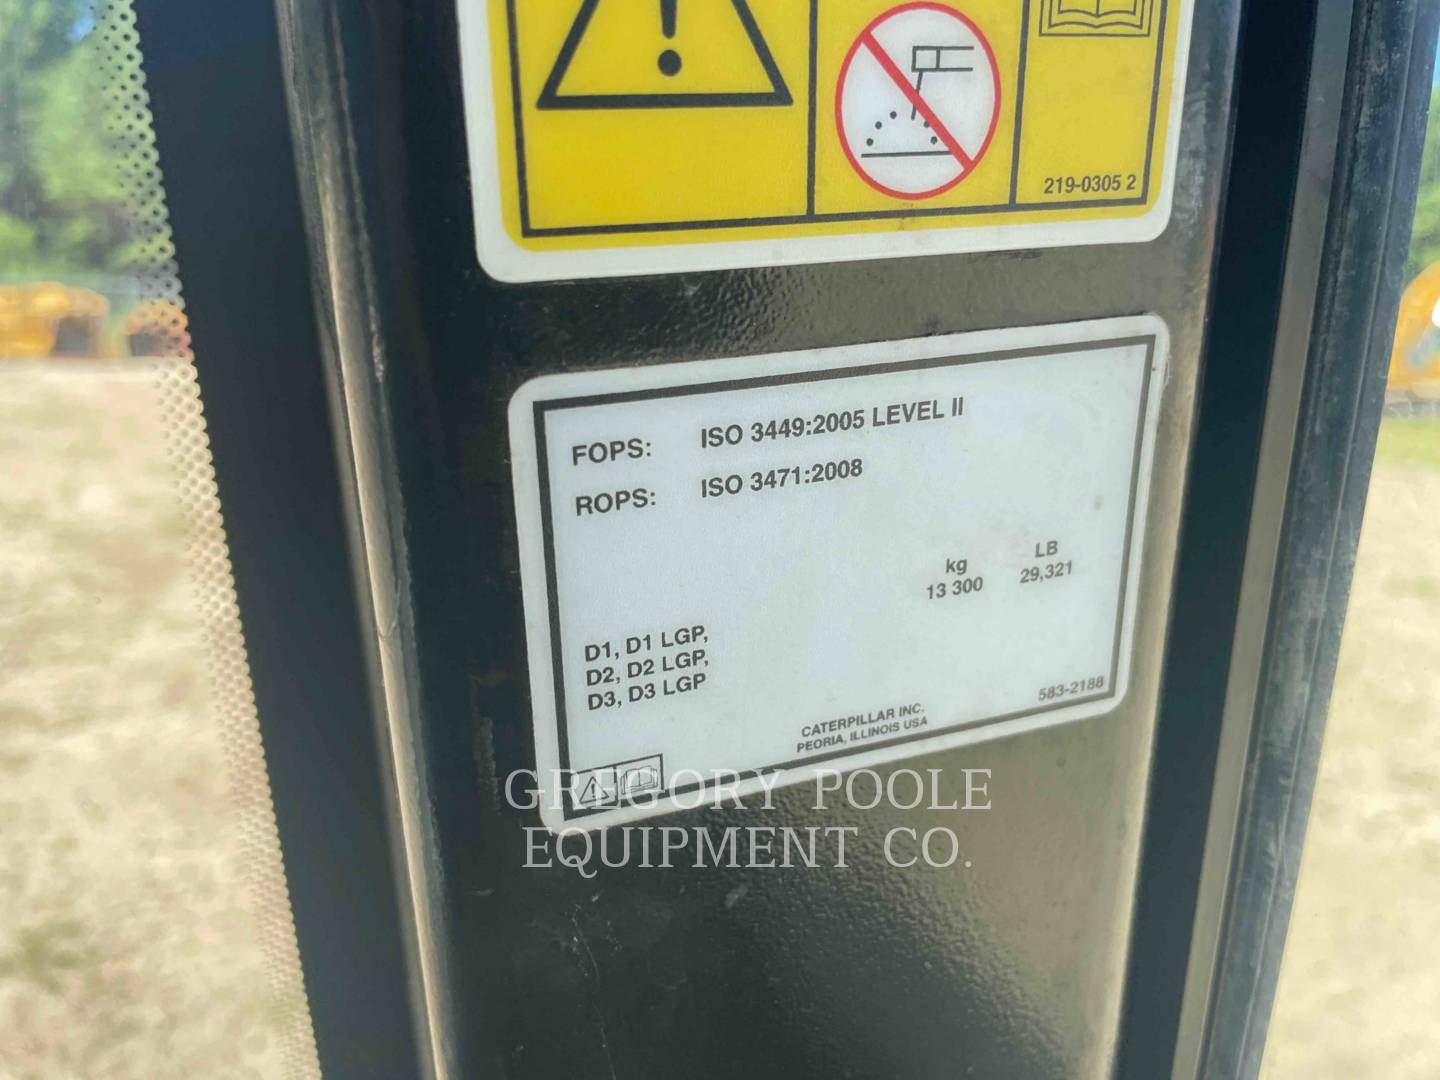 219-0305 2
FOPS: ISO 3449:2005 LEVEL II
ROPS: ISO 3471:2008
kg LB
13 300 29,321
D1, D1 LGP,
D2, D2 LGP,
D3, D3 LGP
583-2188
CATERPILLAR INC.
PEORIA, ILLINOIS USA
GREGORY POOLE
EQUIPMENT CO.